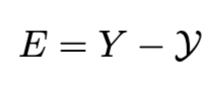 E = Y − 𝒴